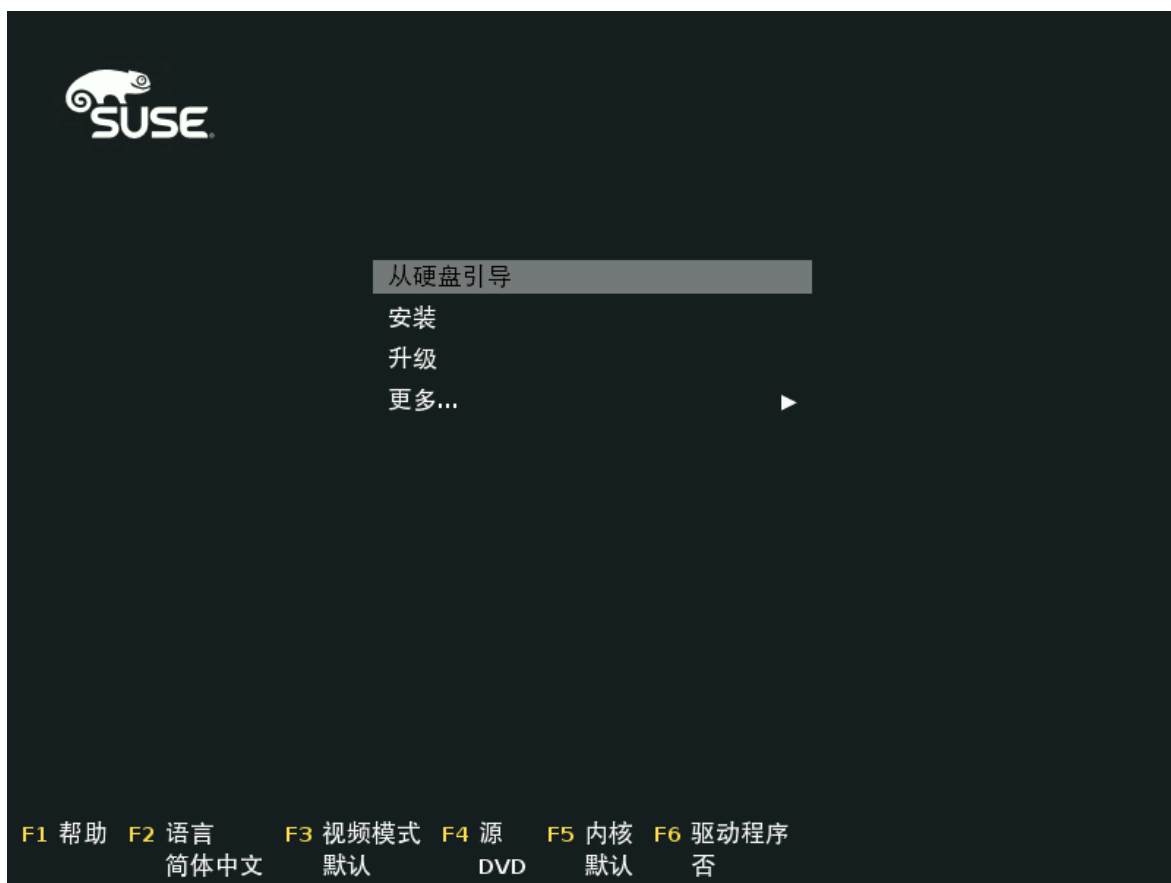 SUSE
从硬盘引导
安装
升级
更多...
F1 帮助 F2 语言 F3 视频模式 F4 源 F5 内核 F6 驱动程序
简体中文 默认 DVD 默认 否